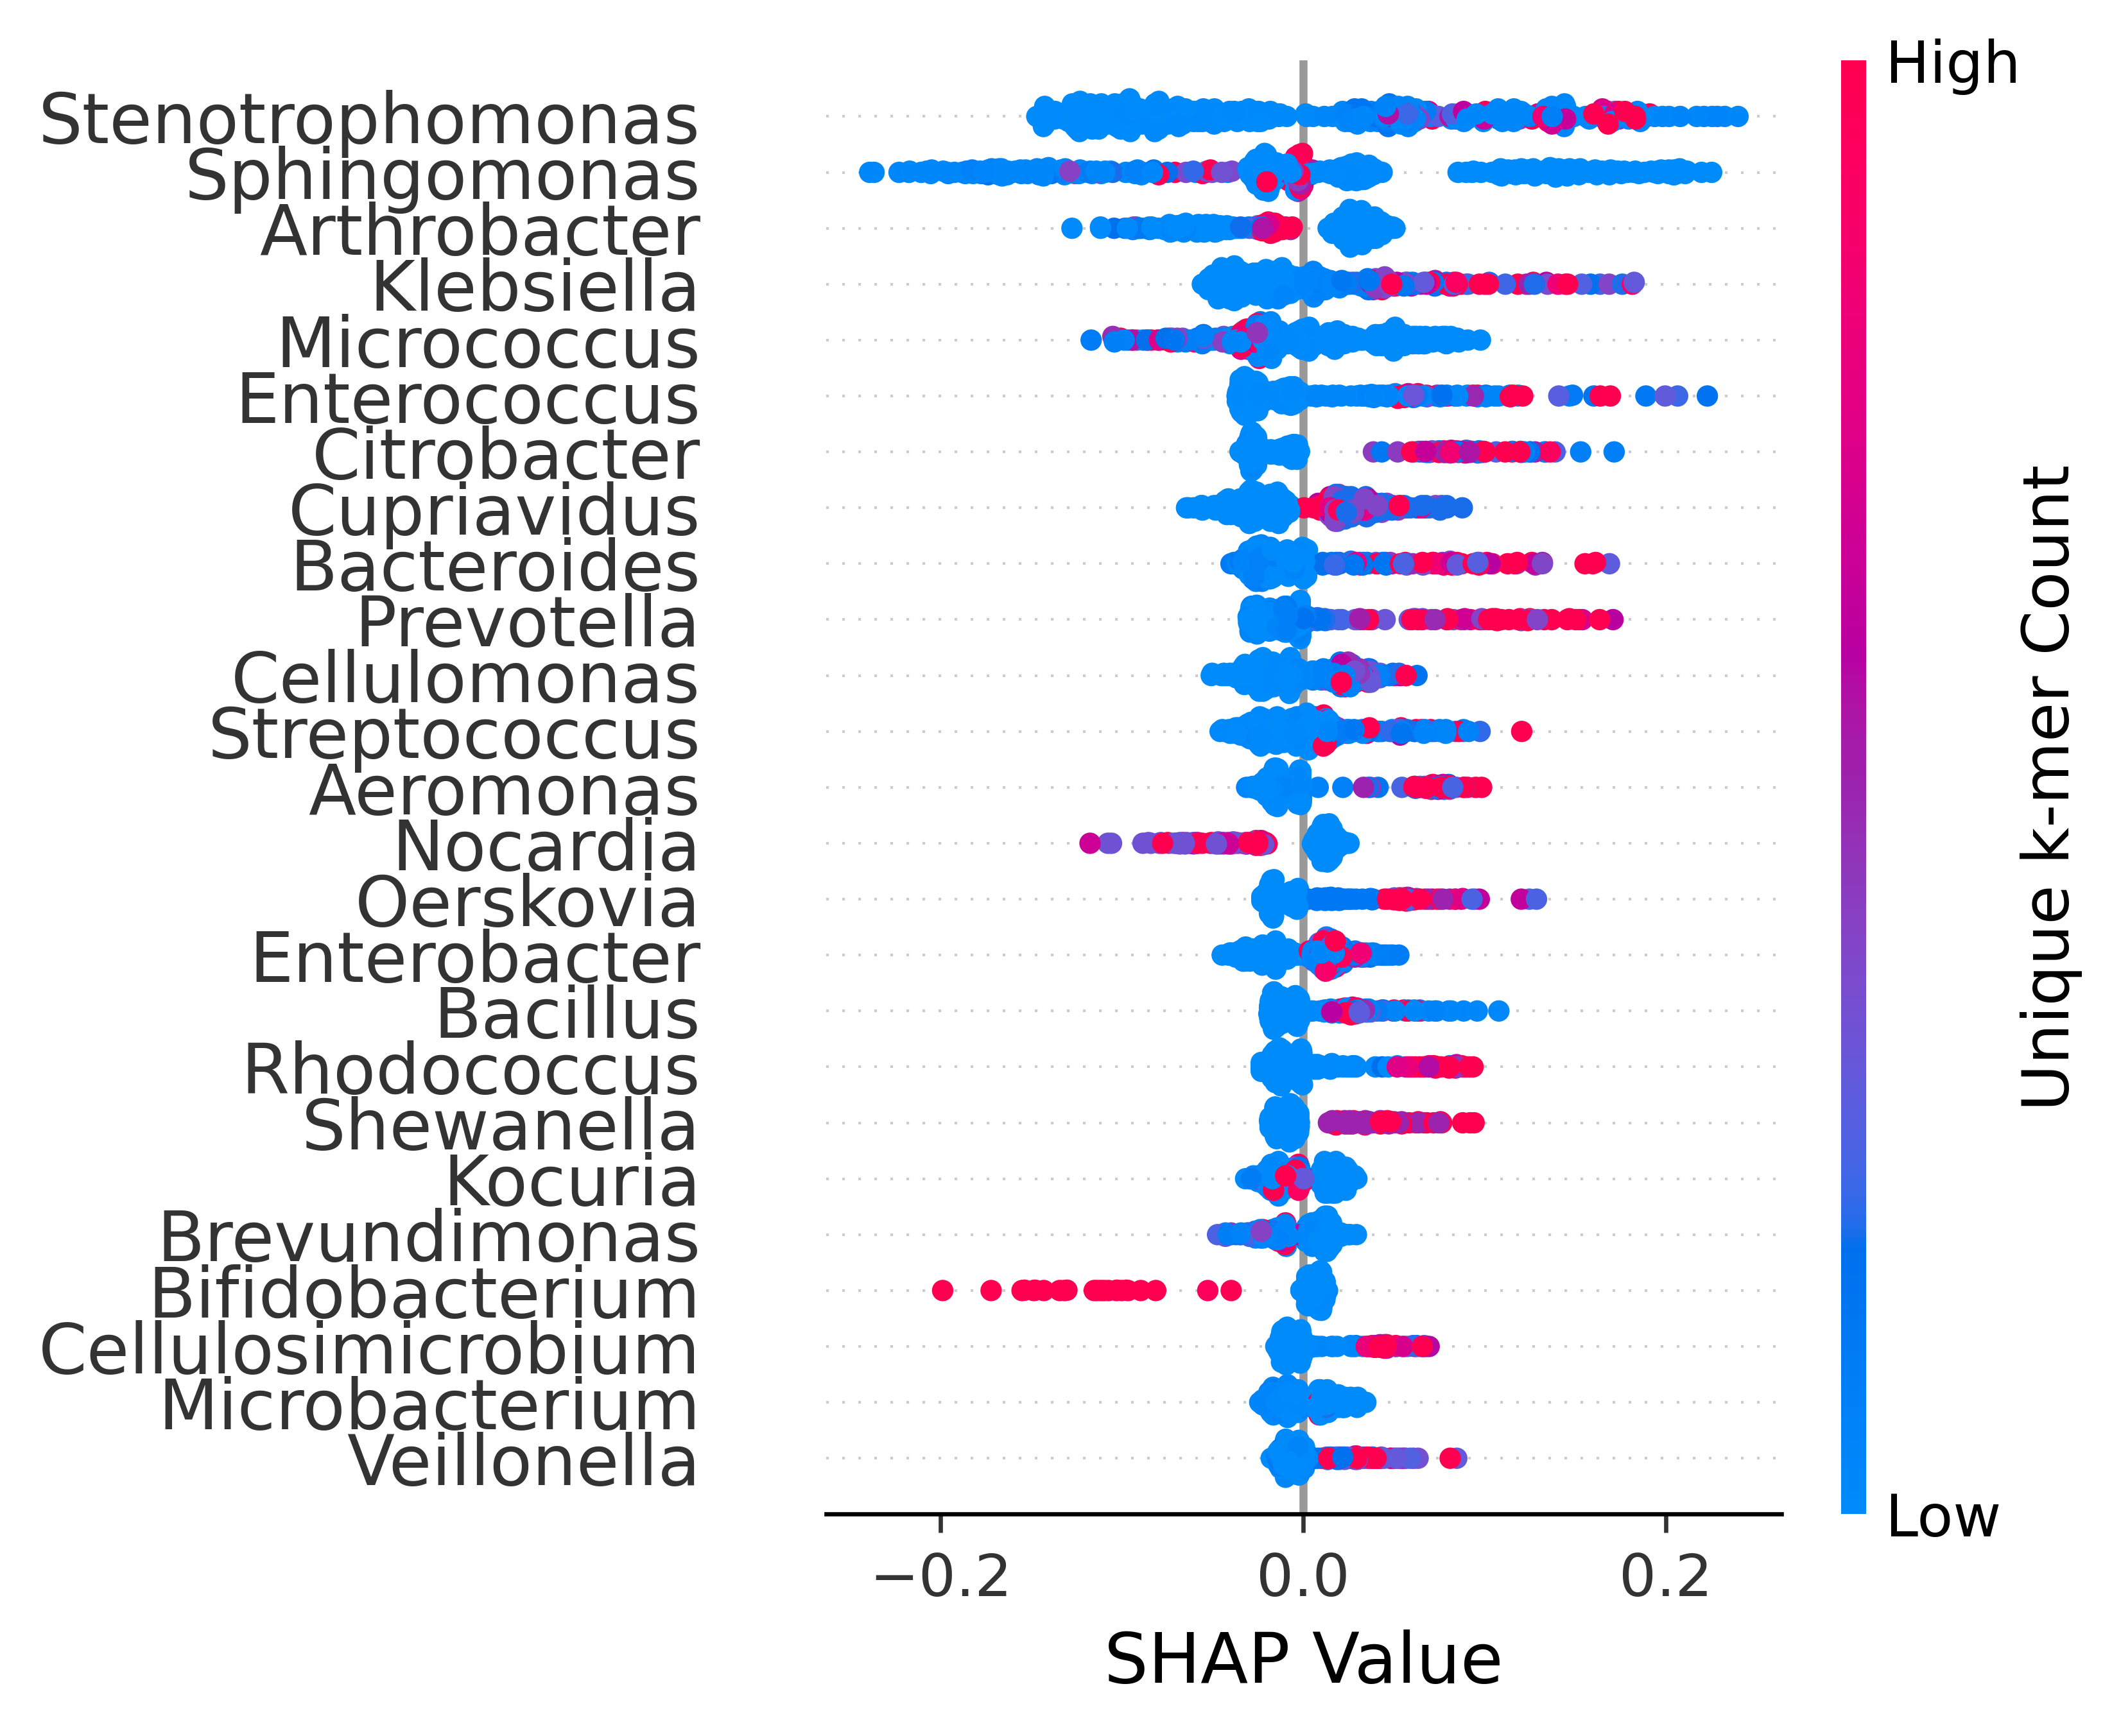 High
Stenotrophomonas
Sphingomonas
Arthrobacter
Klebsiella
Micrococcus
Enterococcus
Citrobacter
Cupriavidus
Bacteroides
Prevotella
Cellulomonas
Streptococcus
Aeromonas
Nocardia
Oerskovia
Enterobacter
Bacillus
Rhodococcus
Shewanella
Kocuria
Brevundimonas
Bifidobacterium
Cellulosimicrobium
Microbacterium
Veillonella
Unique k-mer Count
Low
−0.2 0.0 0.2
SHAP Value